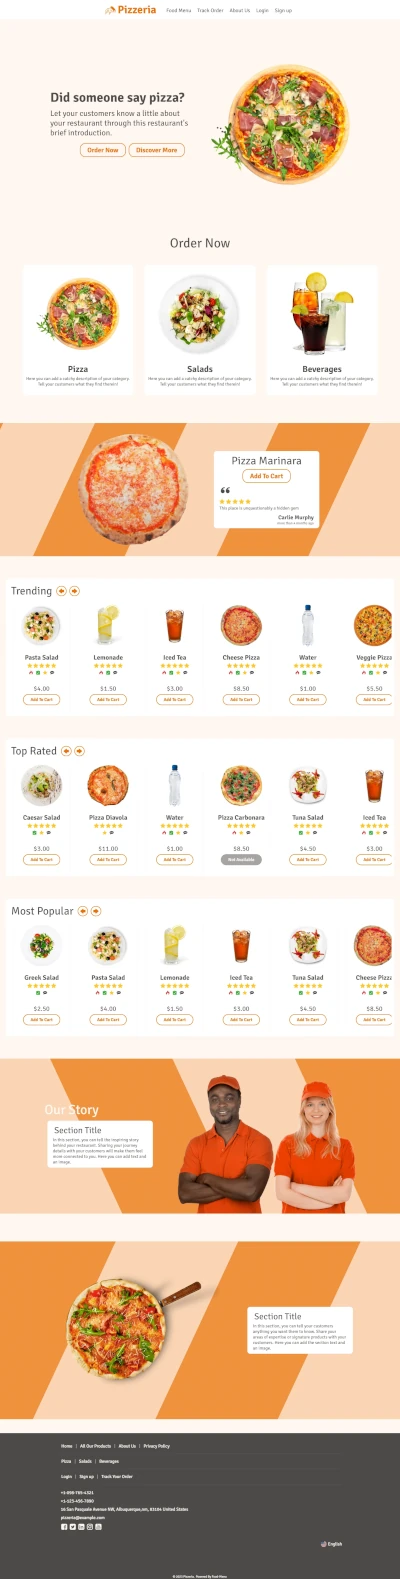 Pizzeria
Food Menu Track Order About Us Login Sign up
Did someone say pizza?
Let your customers know a little about
your restaurant through this restaurant's
brief introduction.
Order Now Discover More
Order Now
Pizza Salads Beverages
Here you can add a catchy description of your category. Here you can add a catchy description of your category. Here you can add a catchy description of your category.
Tell your customers what they find therein! Tell your customers what they find therein! Tell your customers what they find therein!
Pizza Marinara
Add To Cart
This place is unquestionably a hidden gem
Carlie Murphy
more than a month ago
Trending
Pasta Salad Lemonade Iced Tea Cheese Pizza Water Veggie Pizza
$4.00 $1.50 $3.00 $8.50 $1.00 $5.50
Add To Cart Add To Cart Add To Cart Add To Cart Add To Cart Add To Cart
Top Rated
Caesar Salad Pizza Diavola Water Pizza Carbonara Tuna Salad Iced Tea
$3.00 $11.00 $1.00 $8.50 $4.50 $3.00
Add To Cart Add To Cart Add To Cart Not Available Add To Cart Add To Cart
Most Popular
Greek Salad Pasta Salad Lemonade Iced Tea Tuna Salad Cheese Pizza
$2.50 $4.00 $1.50 $3.00 $4.50 $8.50
Add To Cart Add To Cart Add To Cart Add To Cart Add To Cart Add To Cart
Our Story
Section Title
In this section, you can tell the inspiring story
behind your restaurant. Sharing your journey
details with your customers will make them feel
most connected to you. Here you can add text and
an image.
Section Title
In this section, you can tell your customers
anything you want them to know. Share your
areas of expertise or signature products with your
customers. Here you can add the section text and
an image.
Home | All Our Products | About Us | Privacy Policy
Pizza | Salads | Beverages
Login | Sign up | Track Your Order
+1-098-765-4321
+1-123-456-7890
16 San Pasquale Avenue NW, Albuquerque,nm, 83104 United States
pizzeria@example.com
English